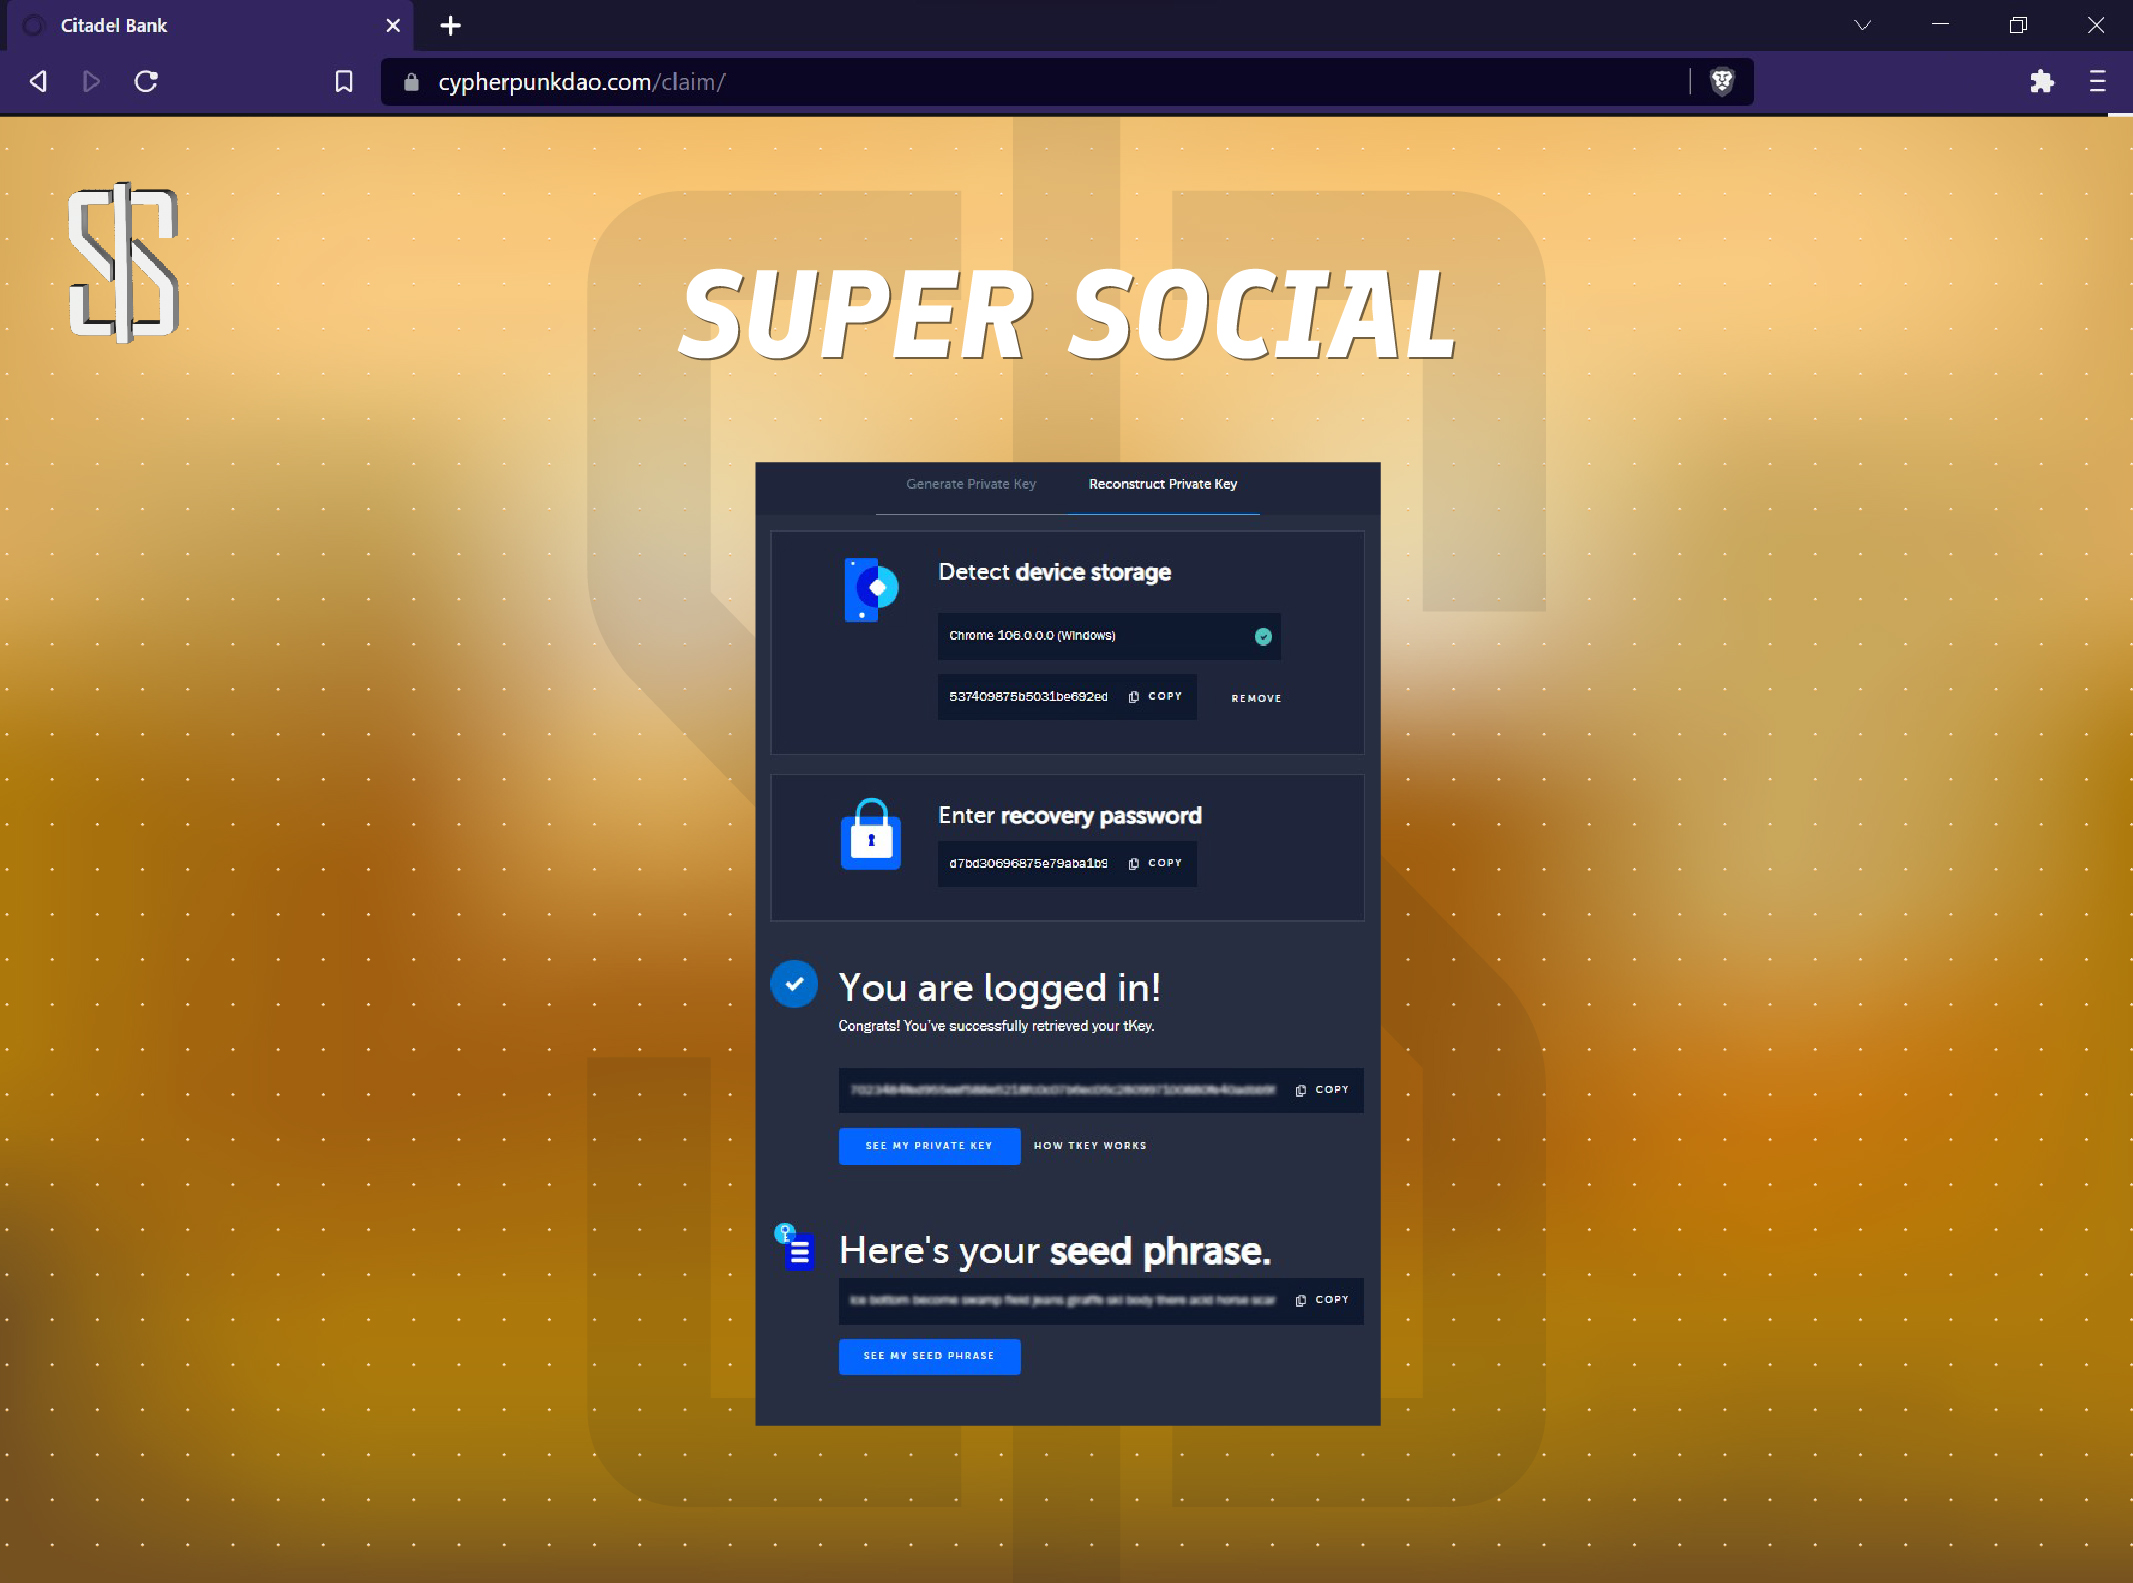 Citadel Bank
cypherpunkdao.com/claim/
SUPER SOCIAL
Generate Private Key
Reconstruct Private Key
Detect device storage
Chrome 106.0.0.0 (Windows)
537409875b5031be692ed
COPY
REMOVE
Enter recovery password
d7bd30696875e79aba1b9
COPY
You are logged in!
Congrats! You've successfully retrieved your tKey.
COPY
SEE MY PRIVATE KEY
HOW TKEY WORKS
Here's your seed phrase.
COPY
SEE MY SEED PHRASE